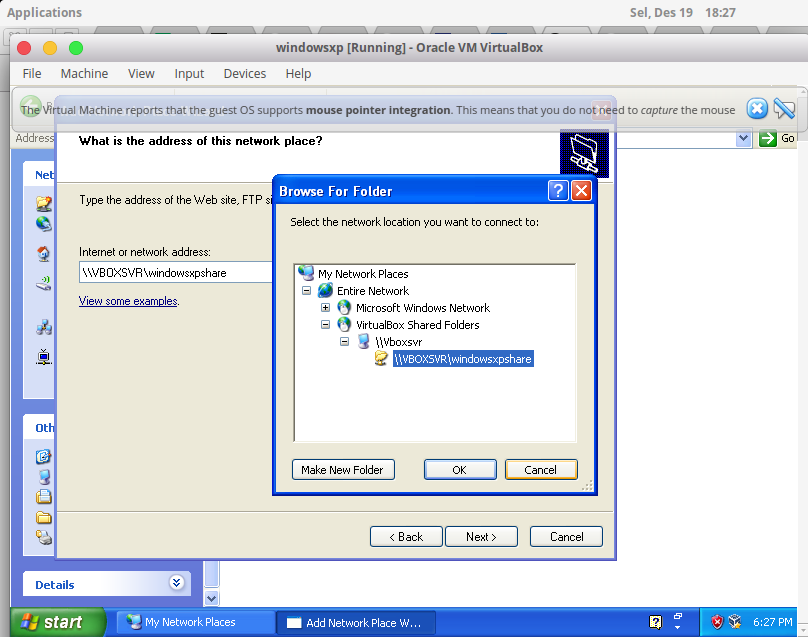 Applications
Sel, Des 19 18:27
windowsxp [Running] - Oracle VM VirtualBox
File Machine View Input Devices Help
The Virtual Machine reports that the guest OS supports mouse pointer integration. This means that you do not need to capture the mouse
Address
Go
What is the address of this network place?
Net
Type the address of the Web site, FTP si
Internet or network address:
\\VBOXSVR\windowsxpshare
View some examples.
Browse For Folder
Select the network location you want to connect to:
My Network Places
Entire Network
Microsoft Windows Network
VirtualBox Shared Folders
\\Vboxsvr
\\VBOXSVR\windowsxpshare
Make New Folder
OK
Cancel
Oth
< Back
Next >
Cancel
Details
start
My Network Places
Add Network Place W...
6:27 PM